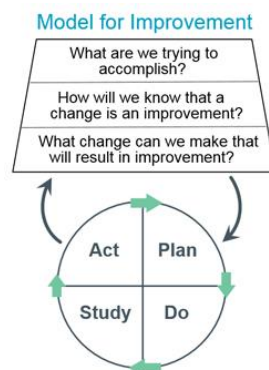 Model for Improvement
What are we trying to
accomplish?
How will we know that a
change is an improvement?
What change can we make that
will result in improvement?
Act
Plan
Study
Do